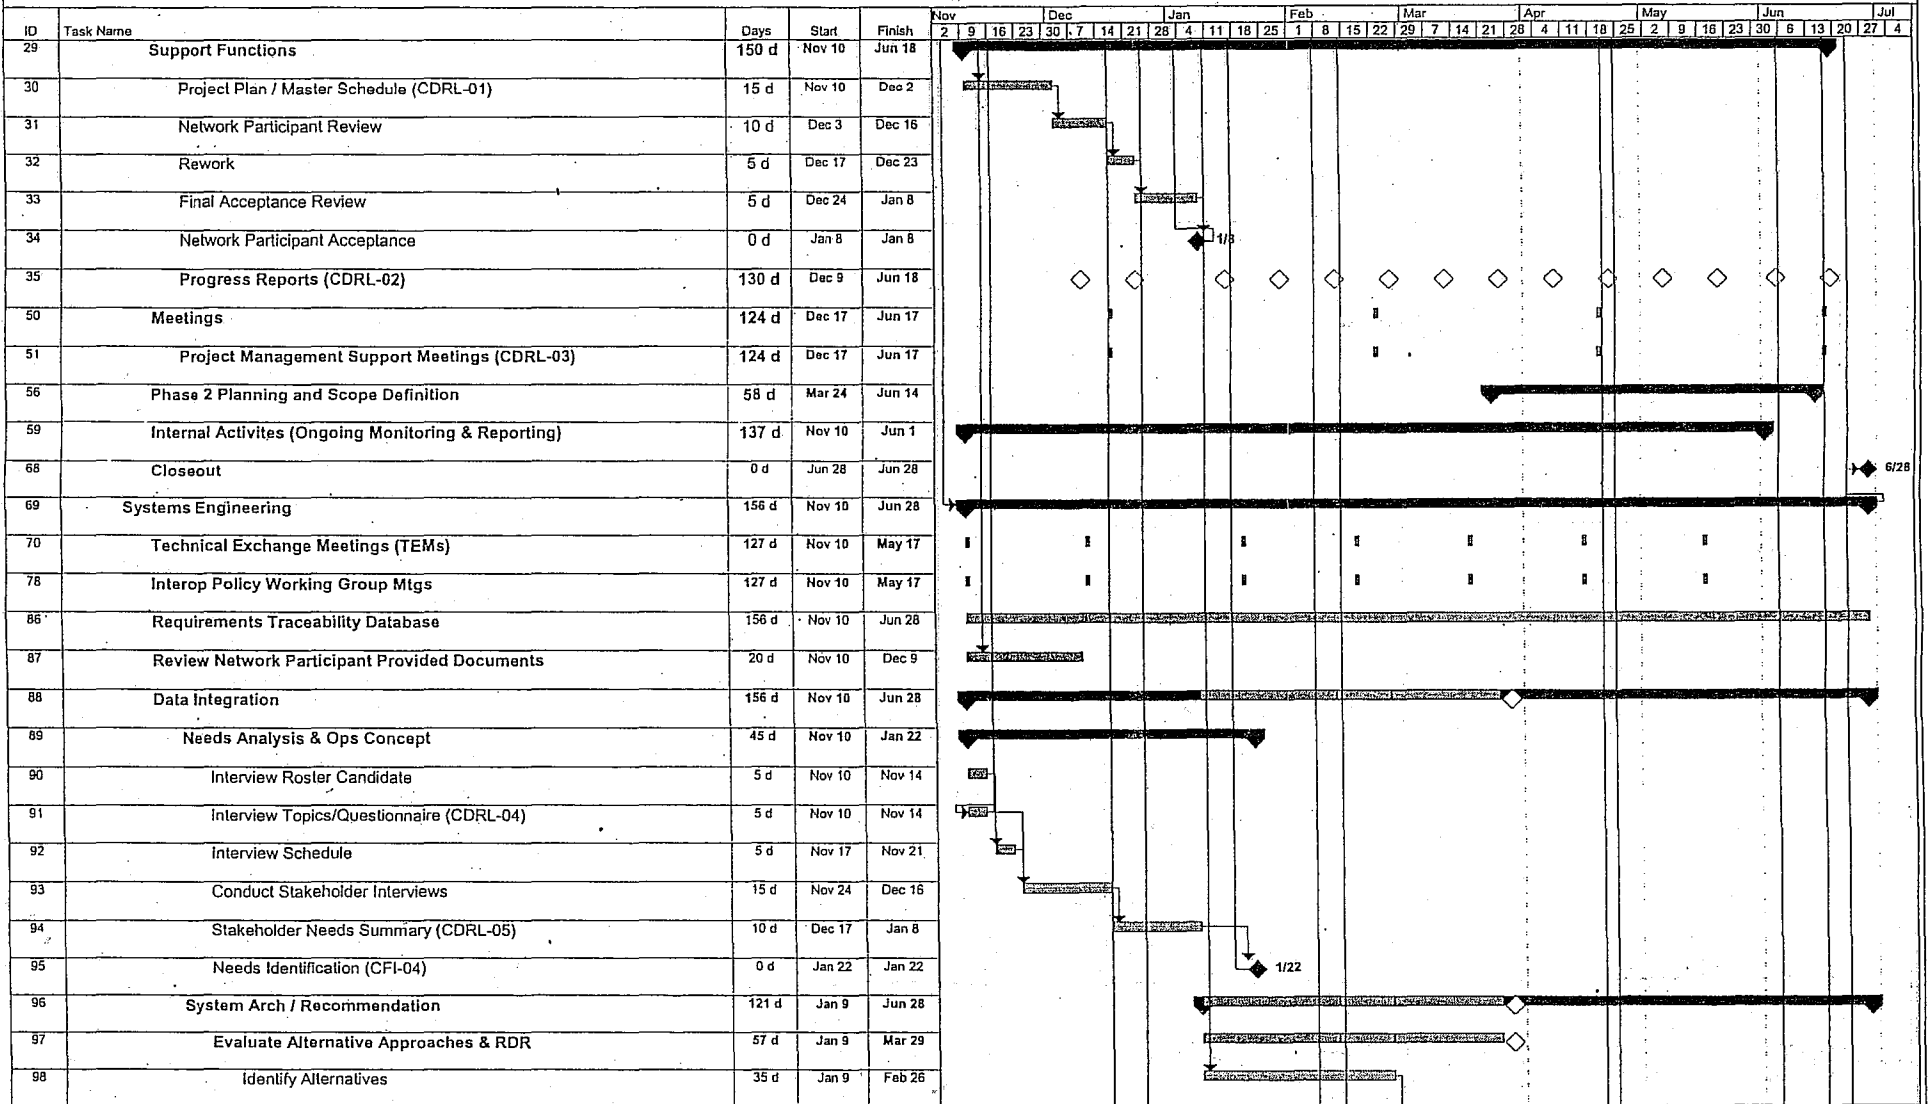 Nov Dec Jan Feb Mar Apr May Jun Jul
ID Task Name Days Start Finish 2 9 16 23 30 7 14 21 28 4 11 18 25 1 8 15 22 29 7 14 21 28 4 11 18 25 2 9 16 23 30 6 13 20 27 4
29 Support Functions 150 d Nov 10 Jun 18
30 Project Plan / Master Schedule (CDRL-01) 15 d Nov 10 Dec 2
31 Network Participant Review 10 d Dec 3 Dec 16
32 Rework 5 d Dec 17 Dec 23
33 Final Acceptance Review 5 d Dec 24 Jan 8
34 Network Participant Acceptance 0 d Jan 8 Jan 8 1/8
35 Progress Reports (CDRL-02) 130 d Dec 9 Jun 18
50 Meetings 124 d Dec 17 Jun 17
51 Project Management Support Meetings (CDRL-03) 124 d Dec 17 Jun 17
56 Phase 2 Planning and Scope Definition 58 d Mar 24 Jun 14
59 Internal Activites (Ongoing Monitoring & Reporting) 137 d Nov 10 Jun 1
68 Closeout 0 d Jun 28 Jun 28 6/28
69 Systems Engineering 156 d Nov 10 Jun 28
70 Technical Exchange Meetings (TEMs) 127 d Nov 10 May 17
78 Interop Policy Working Group Mtgs 127 d Nov 10 May 17
86 Requirements Traceability Database 156 d Nov 10 Jun 28
87 Review Network Participant Provided Documents 20 d Nov 10 Dec 9
88 Data Integration 156 d Nov 10 Jun 28
89 Needs Analysis & Ops Concept 45 d Nov 10 Jan 22
90 Interview Roster Candidate 5 d Nov 10 Nov 14
91 Interview Topics/Questionnaire (CDRL-04) 5 d Nov 10 Nov 14
92 Interview Schedule 5 d Nov 17 Nov 21
93 Conduct Stakeholder Interviews 15 d Nov 24 Dec 16
94 Stakeholder Needs Summary (CDRL-05) 10 d Dec 17 Jan 8
95 Needs Identification (CFI-04) 0 d Jan 22 Jan 22 1/22
96 System Arch / Recommendation 121 d Jan 9 Jun 28
97 Evaluate Alternative Approaches & RDR 57 d Jan 9 Mar 29
98 Identify Alternatives 35 d Jan 9 Feb 26